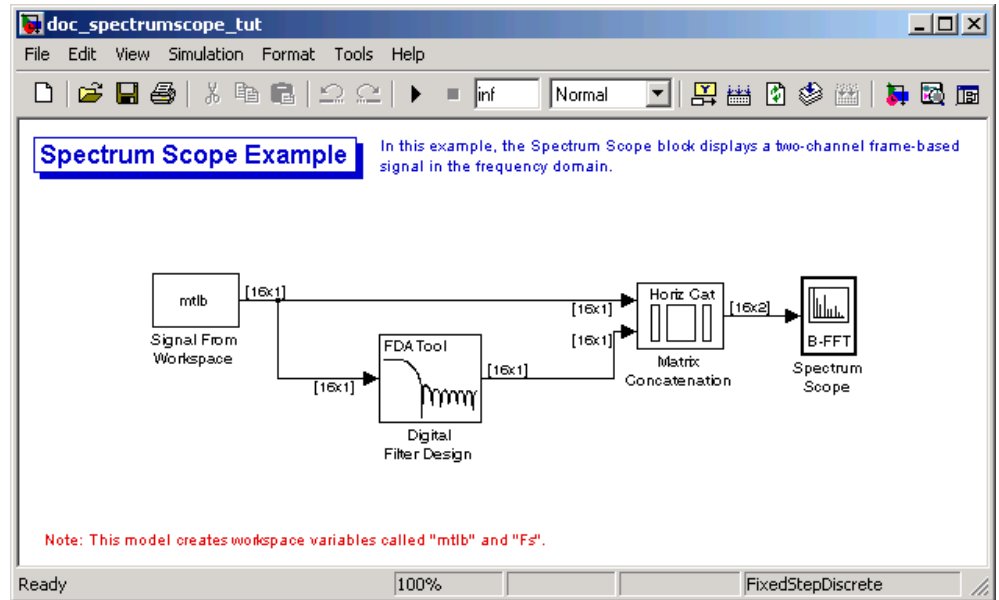 doc_spectrumscope_tut
File Edit View Simulation Format Tools Help
inf Normal
Spectrum Scope Example
In this example, the Spectrum Scope block displays a two-channel frame-based
signal in the frequency domain.
mtlb
[16x1]
Signal From
Workspace
[16x1]
FDATool
[16x1]
Digital
Filter Design
[16x1]
[16x1]
Horiz Cat
Matrix
Concatenation
[16x2]
B-FFT
Spectrum
Scope
Note: This model creates workspace variables called "mtlb" and "Fs".
Ready 100% FixedStepDiscrete